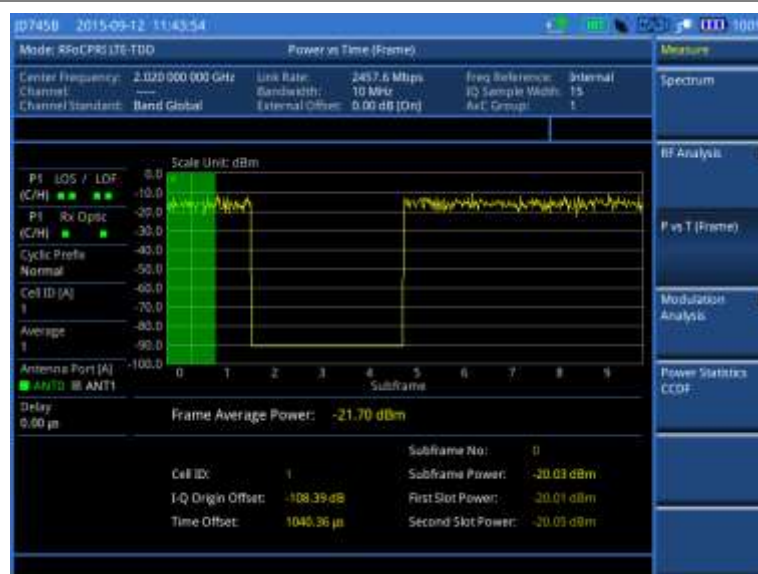 JD745B 2015-09-12 11:43:54 INT 100%
Mode: RFoCPRI LTE-TDD Power vs Time (Frame) Measure
Center Frequency: 2.020 000 000 GHz Link Rate: 2457.6 Mbps Freq Reference: Internal
Channel: ---- Bandwidth: 10 MHz IQ Sample Width: 15
Channel Standard: Band Global External Offset: 0.00 dB [On] AxC Group: 1
Spectrum
RF Analysis
P vs T (Frame)
Modulation
Analysis
Power Statistics
CCDF
P1 LOS / LOF
(C/H)
P1 Rx Optic
(C/H)
Cyclic Prefix
Normal
Cell ID [A]
1
Average
1
Antenna Port [A]
ANT0 ANT1
Delay
0.00 µs
Scale Unit: dBm
0.0
-10.0
-20.0
-30.0
-40.0
-50.0
-60.0
-70.0
-80.0
-90.0
-100.0
0 1 2 3 4 5 6 7 8 9
Subframe
Frame Average Power: -21.70 dBm
Subframe No: 0
Cell ID: 1 Subframe Power: -20.03 dBm
I-Q Origin Offset: -108.39 dB First Slot Power: -20.01 dBm
Time Offset: 1040.36 µs Second Slot Power: -20.05 dBm